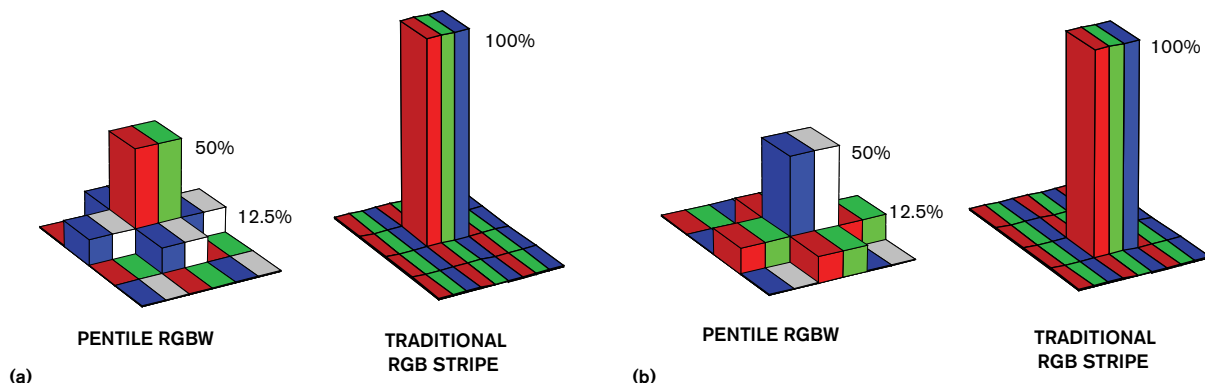 100%
50%
12.5%
PENTILE RGBW
TRADITIONAL
RGB STRIPE
(a)
100%
50%
12.5%
PENTILE RGBW
TRADITIONAL
RGB STRIPE
(b)